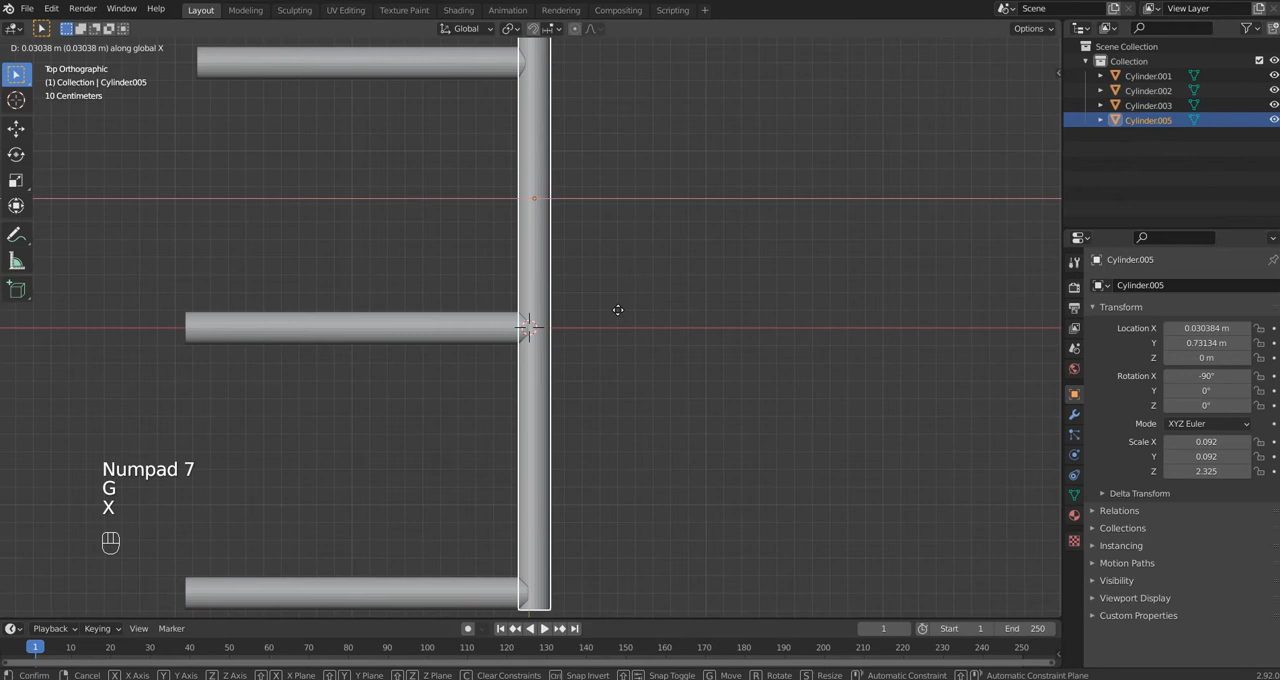 File Edit Render Window Help Layout Modeling Sculpting UV Editing Texture Paint Shading Animation Rendering Compositing Scripting + Scene View Layer
Global Options
D: 0.03038 m (0.03038 m) along global X
Top Orthographic
(1) Collection | Cylinder.005
10 Centimeters
Scene Collection
Collection
Cylinder.001
Cylinder.002
Cylinder.003
Cylinder.005
Cylinder.005
Cylinder.005
Transform
Location X 0.030384 m
Y 0.73134 m
Z 0 m
Rotation X -90°
Y 0°
Z 0°
Mode XYZ Euler
Scale X 0.092
Y 0.092
Z 2.325
Delta Transform
Relations
Collections
Instancing
Motion Paths
Visibility
Viewport Display
Custom Properties
Numpad 7
G
X
Playback Keying View Marker 1 Start 1 End 250
1 10 20 30 40 50 60 70 80 90 100 110 120 130 140 150 160 170 180 190 200 210 220 230 240 250
Confirm Cancel X X Axis Y Y Axis Z Z Axis X X Plane Y Y Plane Z Z Plane C Clear Constraints Ctrl Snap Invert Snap Toggle G Move R Rotate S Resize Automatic Constraint Automatic Constraint Plane 2.92.0